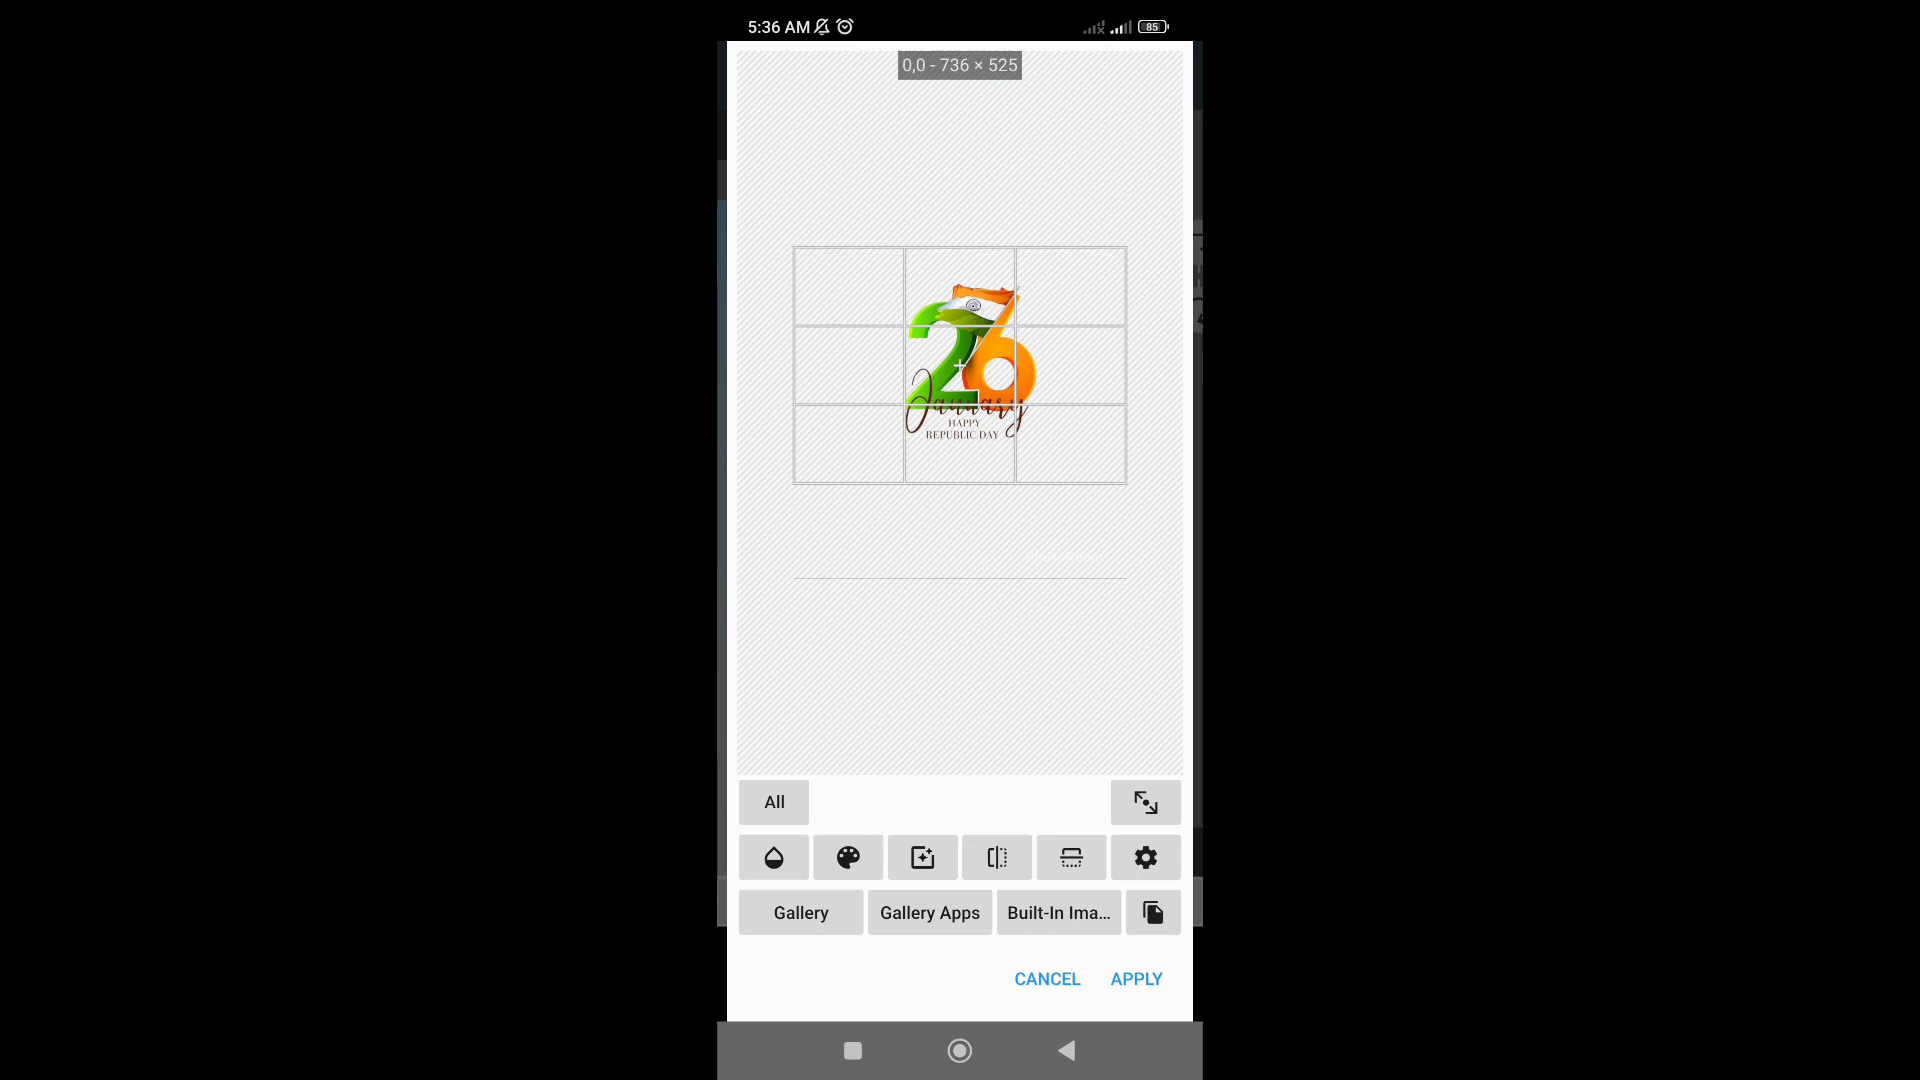 5:36 AM
85
0,0 - 736 × 525
26
January
HAPPY
REPUBLIC DAY
All
Gallery
Gallery Apps
Built-In Ima...
CANCEL
APPLY